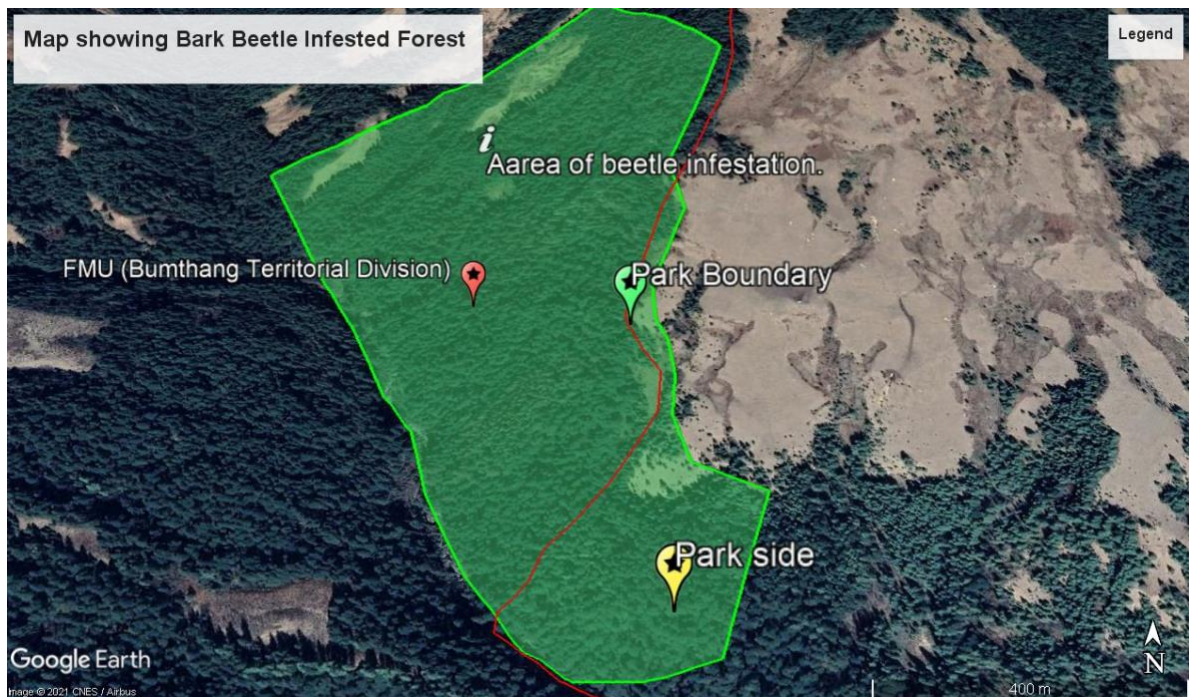 Map showing Bark Beetle Infested Forest
Legend
i
Aarea of beetle infestation.
FMU (Bumthang Territorial Division)
Park Boundary
Park side
Google Earth
Image © 2021 CNES / Airbus
400 m
N